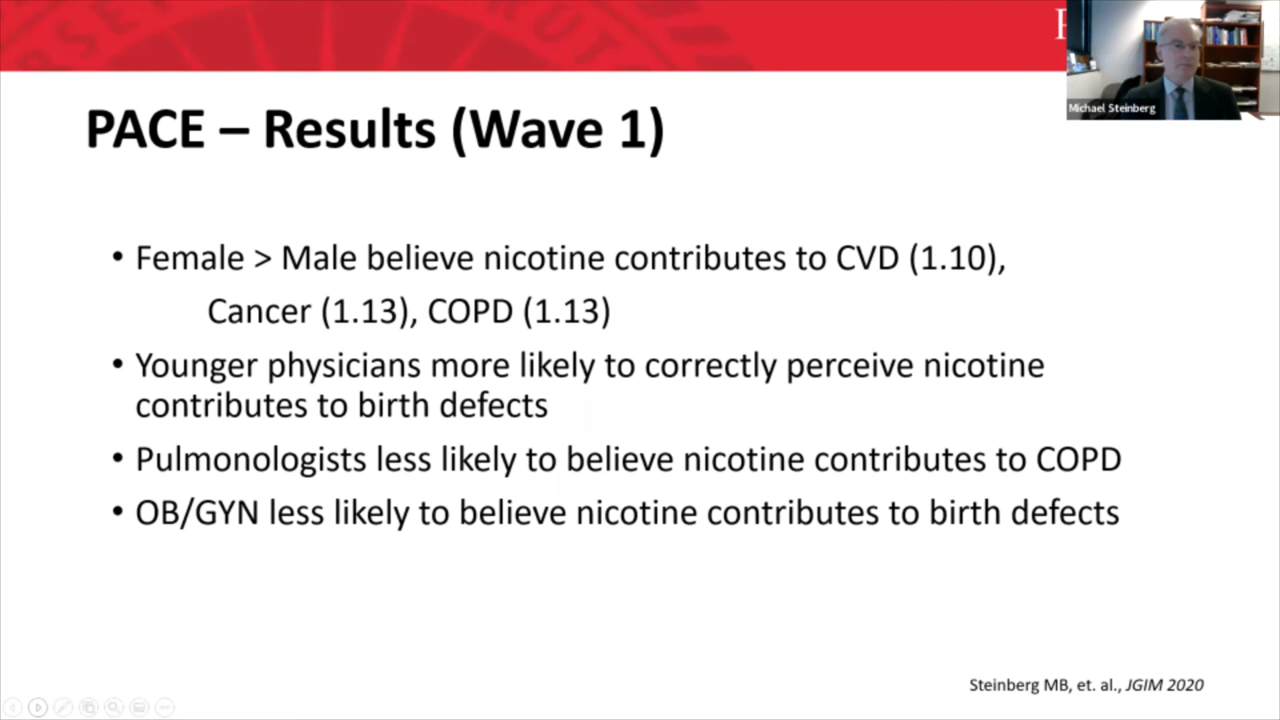 Michael Steinberg
PACE – Results (Wave 1)
• Female > Male believe nicotine contributes to CVD (1.10),
Cancer (1.13), COPD (1.13)
• Younger physicians more likely to correctly perceive nicotine
contributes to birth defects
• Pulmonologists less likely to believe nicotine contributes to COPD
• OB/GYN less likely to believe nicotine contributes to birth defects
Steinberg MB, et. al., JGIM 2020